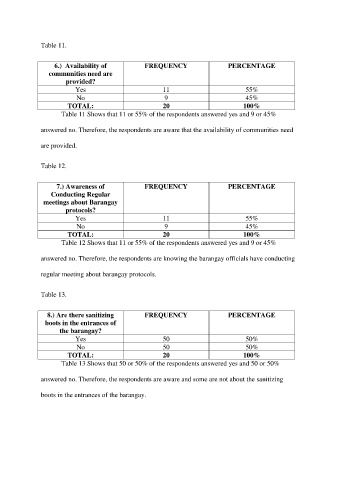 Table 11.
6.) Availability of FREQUENCY PERCENTAGE
communities need are
provided?
Yes 11 55%
No 9 45%
TOTAL: 20 100%
Table 11 Shows that 11 or 55% of the respondents answered yes and 9 or 45%
answered no. Therefore, the respondents are aware that the availability of communities need
are provided.
Table 12.
7.) Awareness of FREQUENCY PERCENTAGE
Conducting Regular
meetings about Barangay
protocols?
Yes 11 55%
No 9 45%
TOTAL: 20 100%
Table 12 Shows that 11 or 55% of the respondents answered yes and 9 or 45%
answered no. Therefore, the respondents are knowing the barangay officials have conducting
regular meeting about barangay protocols.
Table 13.
8.) Are there sanitizing FREQUENCY PERCENTAGE
boots in the entrances of
the barangay?
Yes 50 50%
No 50 50%
TOTAL: 20 100%
Table 13 Shows that 50 or 50% of the respondents answered yes and 50 or 50%
answered no. Therefore, the respondents are aware and some are not about the sanitizing
boots in the entrances of the barangay.